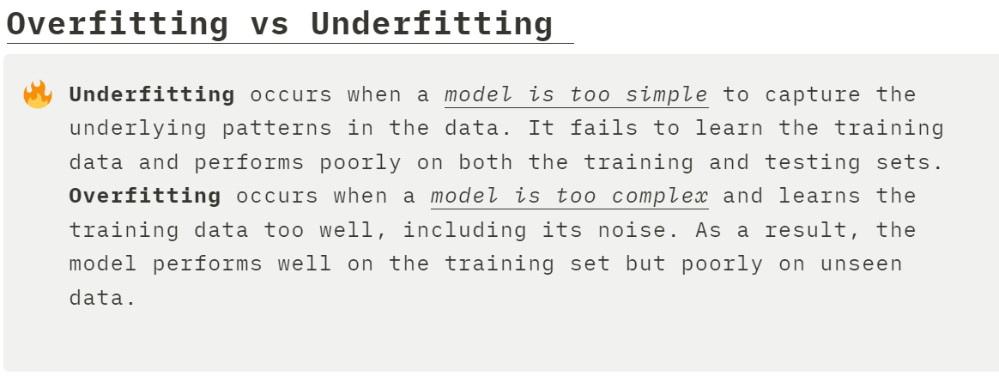 Overfitting vs Underfitting
Underfitting occurs when a model is too simple to capture the
underlying patterns in the data. It fails to learn the training
data and performs poorly on both the training and testing sets.
Overfitting occurs when a model is too complex and learns the
training data too well, including its noise. As a result, the
model performs well on the training set but poorly on unseen
data.